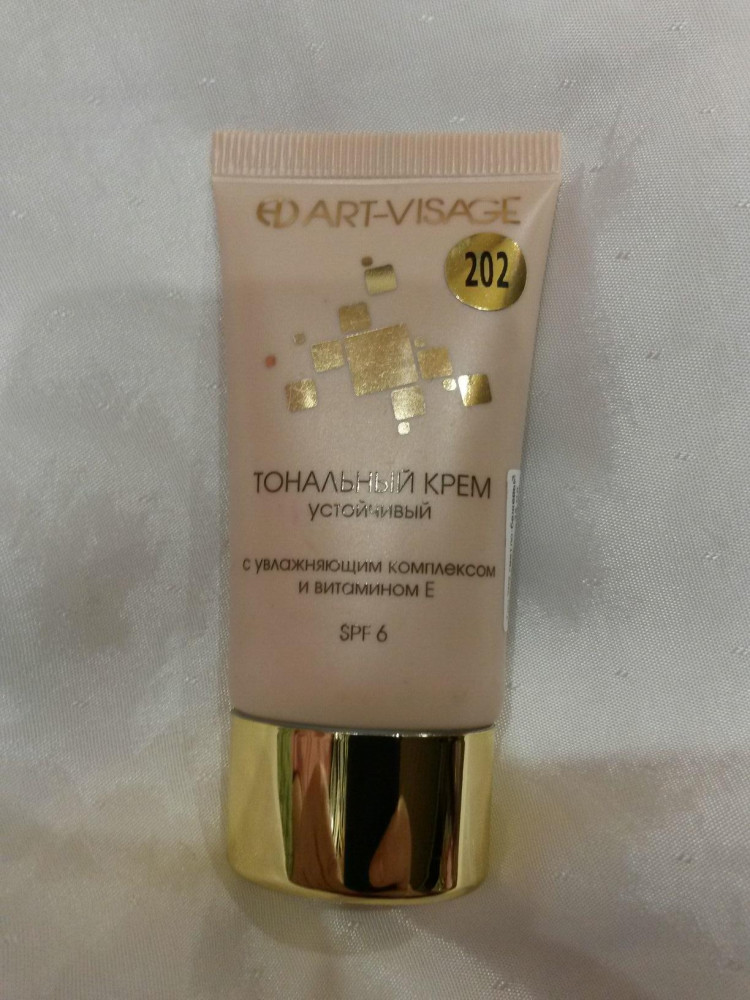 ART-VISAGE
202
ТОНАЛЬНЫЙ КРЕМ
УСТОЙЧИВЫЙ
С УВЛАЖНЯЮЩИМ КОМПЛЕКСОМ
И ВИТАМИНОМ Е
SPF 6